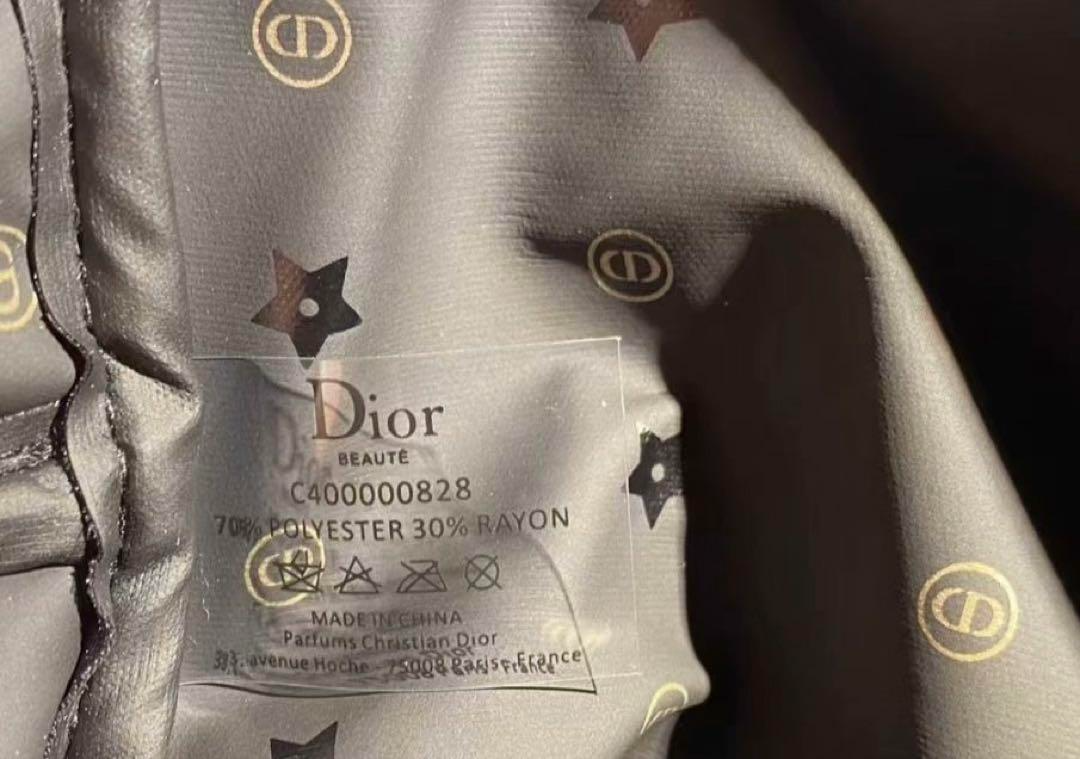 Dior
BEAUTÉ
C400000828
70% POLYESTER 30% RAYON
MADE IN CHINA
Parfums Christian Dior
33, avenue Hoche - 75008 Paris, France